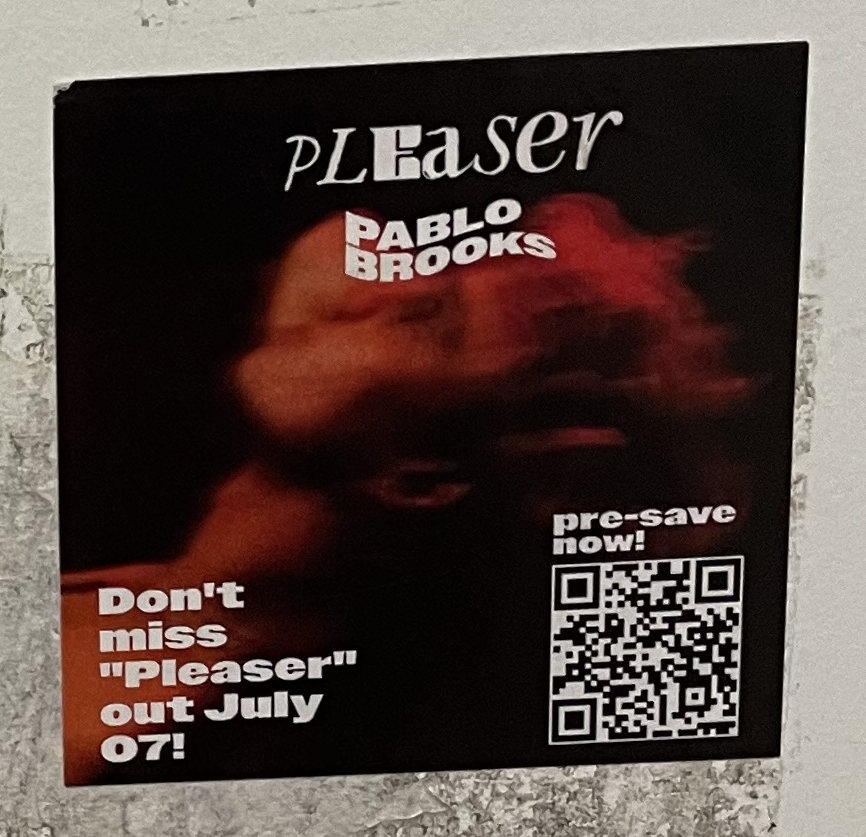 PLEaser
PABLO
BROOKS
pre-save
now!
Don't
miss
"Pleaser"
out July
07!